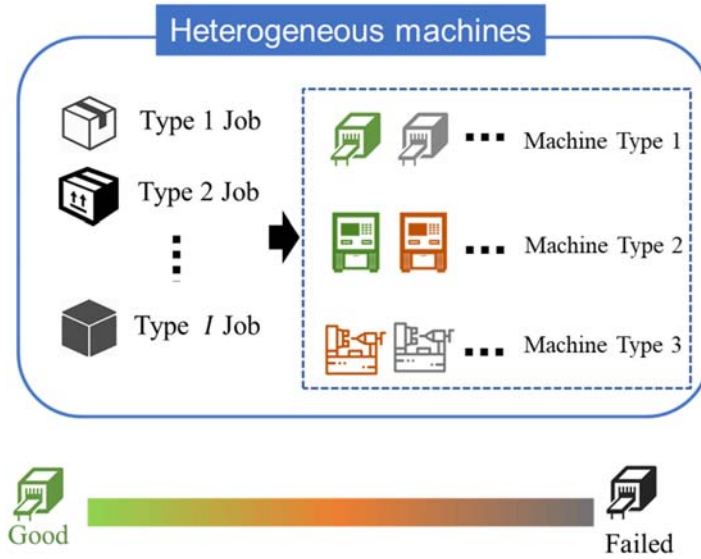 Heterogeneous machines
Type 1 Job
Type 2 Job
Type I Job
Machine Type 1
Machine Type 2
Machine Type 3
Good
Failed